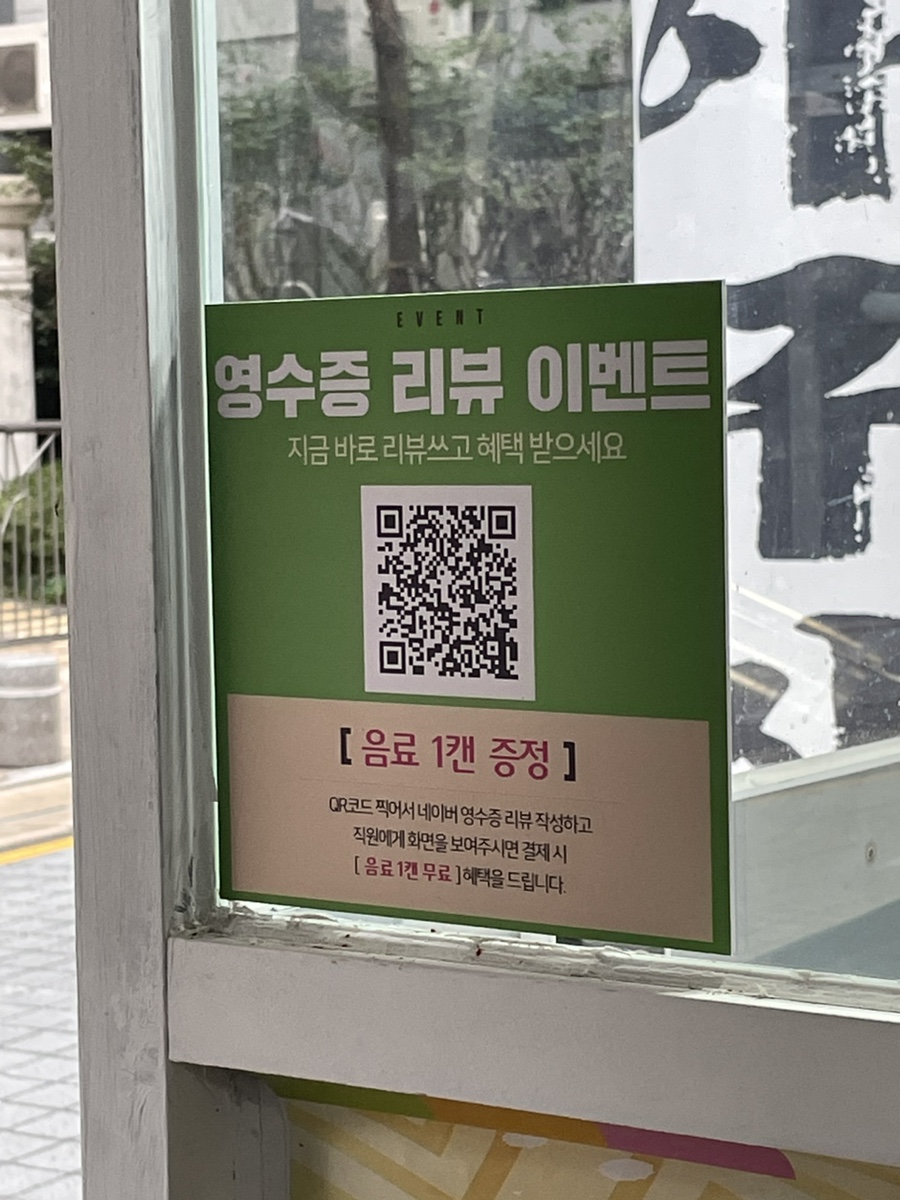 EVENT
영수증 리뷰 이벤트
지금 바로 리뷰쓰고 혜택 받으세요
[ 음료 1캔 증정 ]
QR코드 찍어서 네이버 영수증 리뷰 작성하고
직원에게 화면을 보여주시면 결제 시
[ 음료 1캔 무료 ] 혜택을 드립니다.